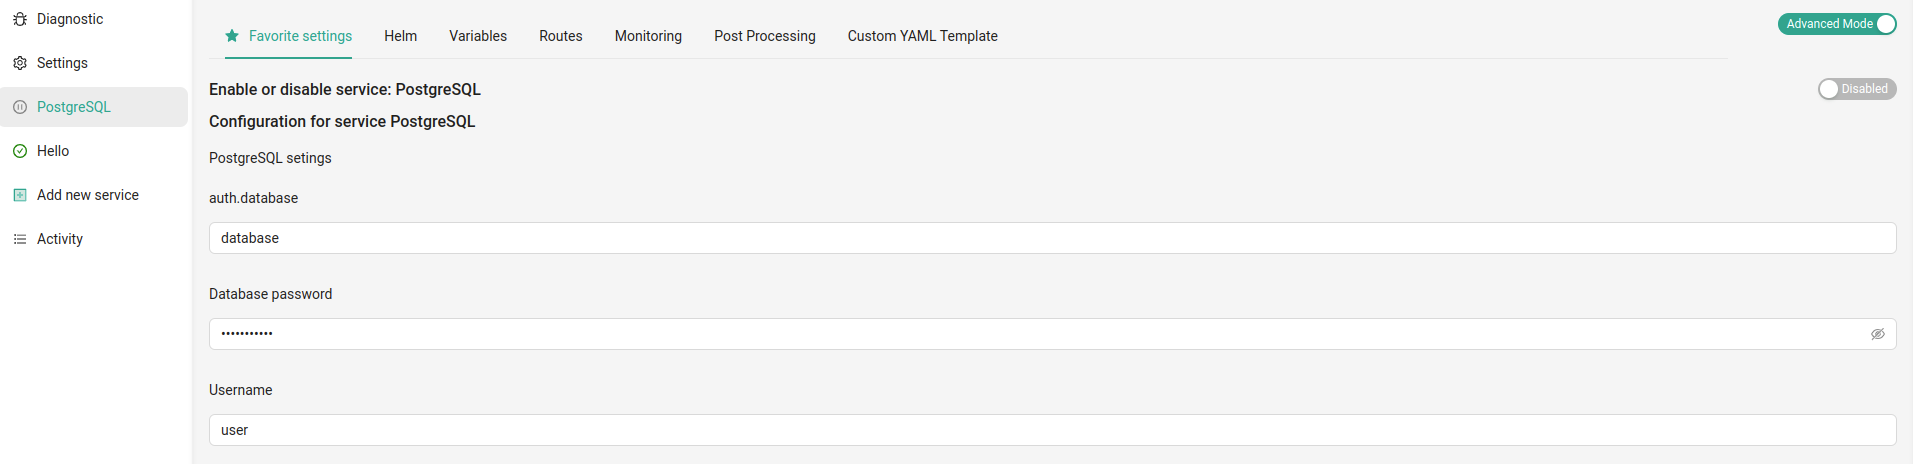 Diagnostic
Settings
PostgreSQL
Hello
Add new service
Activity
Favorite settings Helm Variables Routes Monitoring Post Processing Custom YAML Template
Advanced Mode
Enable or disable service: PostgreSQL
Disabled
Configuration for service PostgreSQL
PostgreSQL setings
auth.database
database
Database password
•••••••••••
Username
user